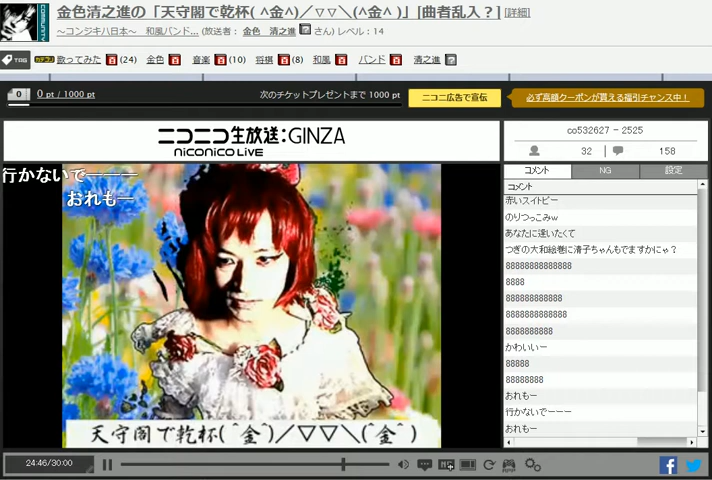 金色清之進の「天守閣で乾杯( ^金^)／▽▽＼(^金^ )」[曲者乱入？] [詳細]
～コンジキハ日本～　和風バンド... (放送者： 金色　清之進 さん) レベル：14
COMMUNITY
TAG カテゴリ 歌ってみた (24) 金色 音楽 (10) 将棋 (8) 和風 バンド 清之進
0 0 pt / 1000 pt 次のチケットプレゼントまで 1000 pt ニコニ広告で宣伝 必ず高額クーポンが貰える福引チャンス中！
ニコニコ生放送:GINZA
niconico Live
co532627 - 2525
32 158
コメント NG 設定
コメント
赤いスイトピー
のりつっこみw
あなたに逢いたくて
つぎの大和絵巻に清子ちゃんもでますかにゃ？
88888888888888
8888
888888888888
8888888888888
8888888888
かわいいー
88888
88888888
おれもー
行かないでーーー
おれもー
行かないでーーー
おれもー
天守閣で乾杯(^金^)／▽▽＼(^金^)
24:46/30:00